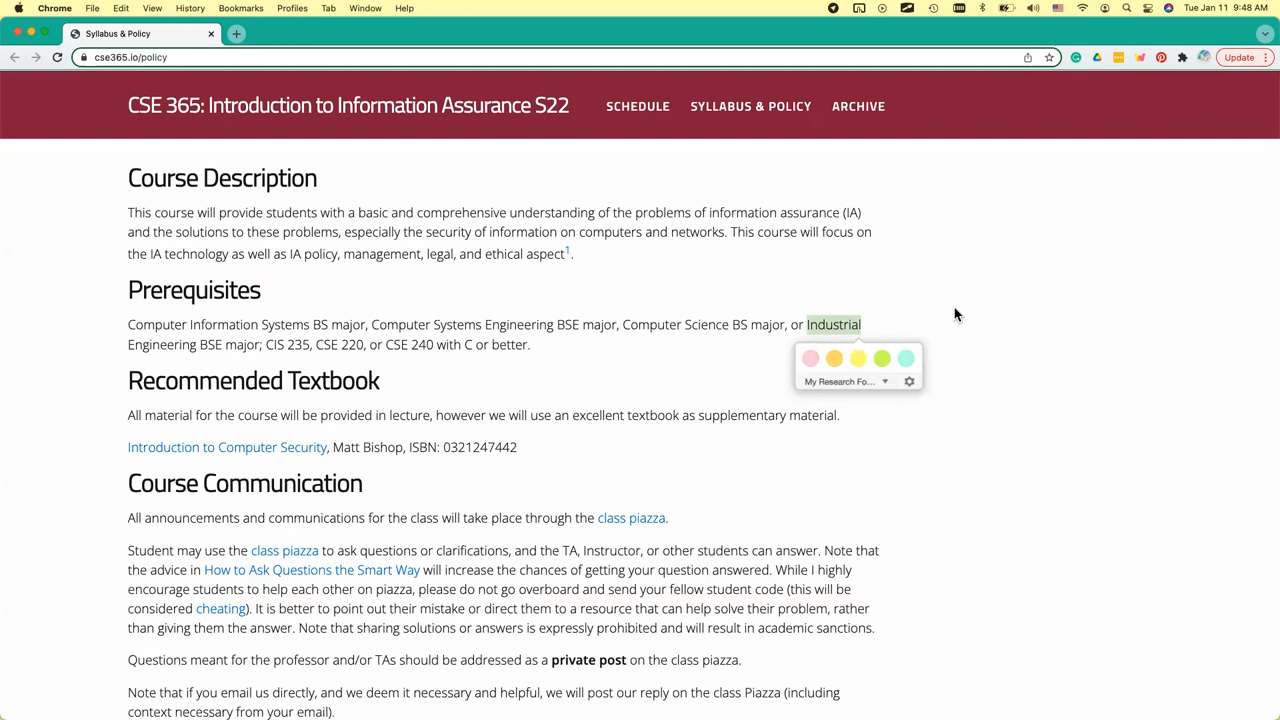 Chrome File Edit View History Bookmarks Profiles Tab Window Help Tue Jan 11 9:48 AM
Syllabus & Policy
cse365.io/policy Update
CSE 365: Introduction to Information Assurance S22 SCHEDULE SYLLABUS & POLICY ARCHIVE
Course Description
This course will provide students with a basic and comprehensive understanding of the problems of information assurance (IA)
and the solutions to these problems, especially the security of information on computers and networks. This course will focus on
the IA technology as well as IA policy, management, legal, and ethical aspect1.
Prerequisites
Computer Information Systems BS major, Computer Systems Engineering BSE major, Computer Science BS major, or Industrial
Engineering BSE major; CIS 235, CSE 220, or CSE 240 with C or better.
My Research Fo...
Recommended Textbook
All material for the course will be provided in lecture, however we will use an excellent textbook as supplementary material.
Introduction to Computer Security, Matt Bishop, ISBN: 0321247442
Course Communication
All announcements and communications for the class will take place through the class piazza.
Student may use the class piazza to ask questions or clarifications, and the TA, Instructor, or other students can answer. Note that
the advice in How to Ask Questions the Smart Way will increase the chances of getting your question answered. While I highly
encourage students to help each other on piazza, please do not go overboard and send your fellow student code (this will be
considered cheating). It is better to point out their mistake or direct them to a resource that can help solve their problem, rather
than giving them the answer. Note that sharing solutions or answers is expressly prohibited and will result in academic sanctions.
Questions meant for the professor and/or TAs should be addressed as a private post on the class piazza.
Note that if you email us directly, and we deem it necessary and helpful, we will post our reply on the class Piazza (including
context necessary from your email).